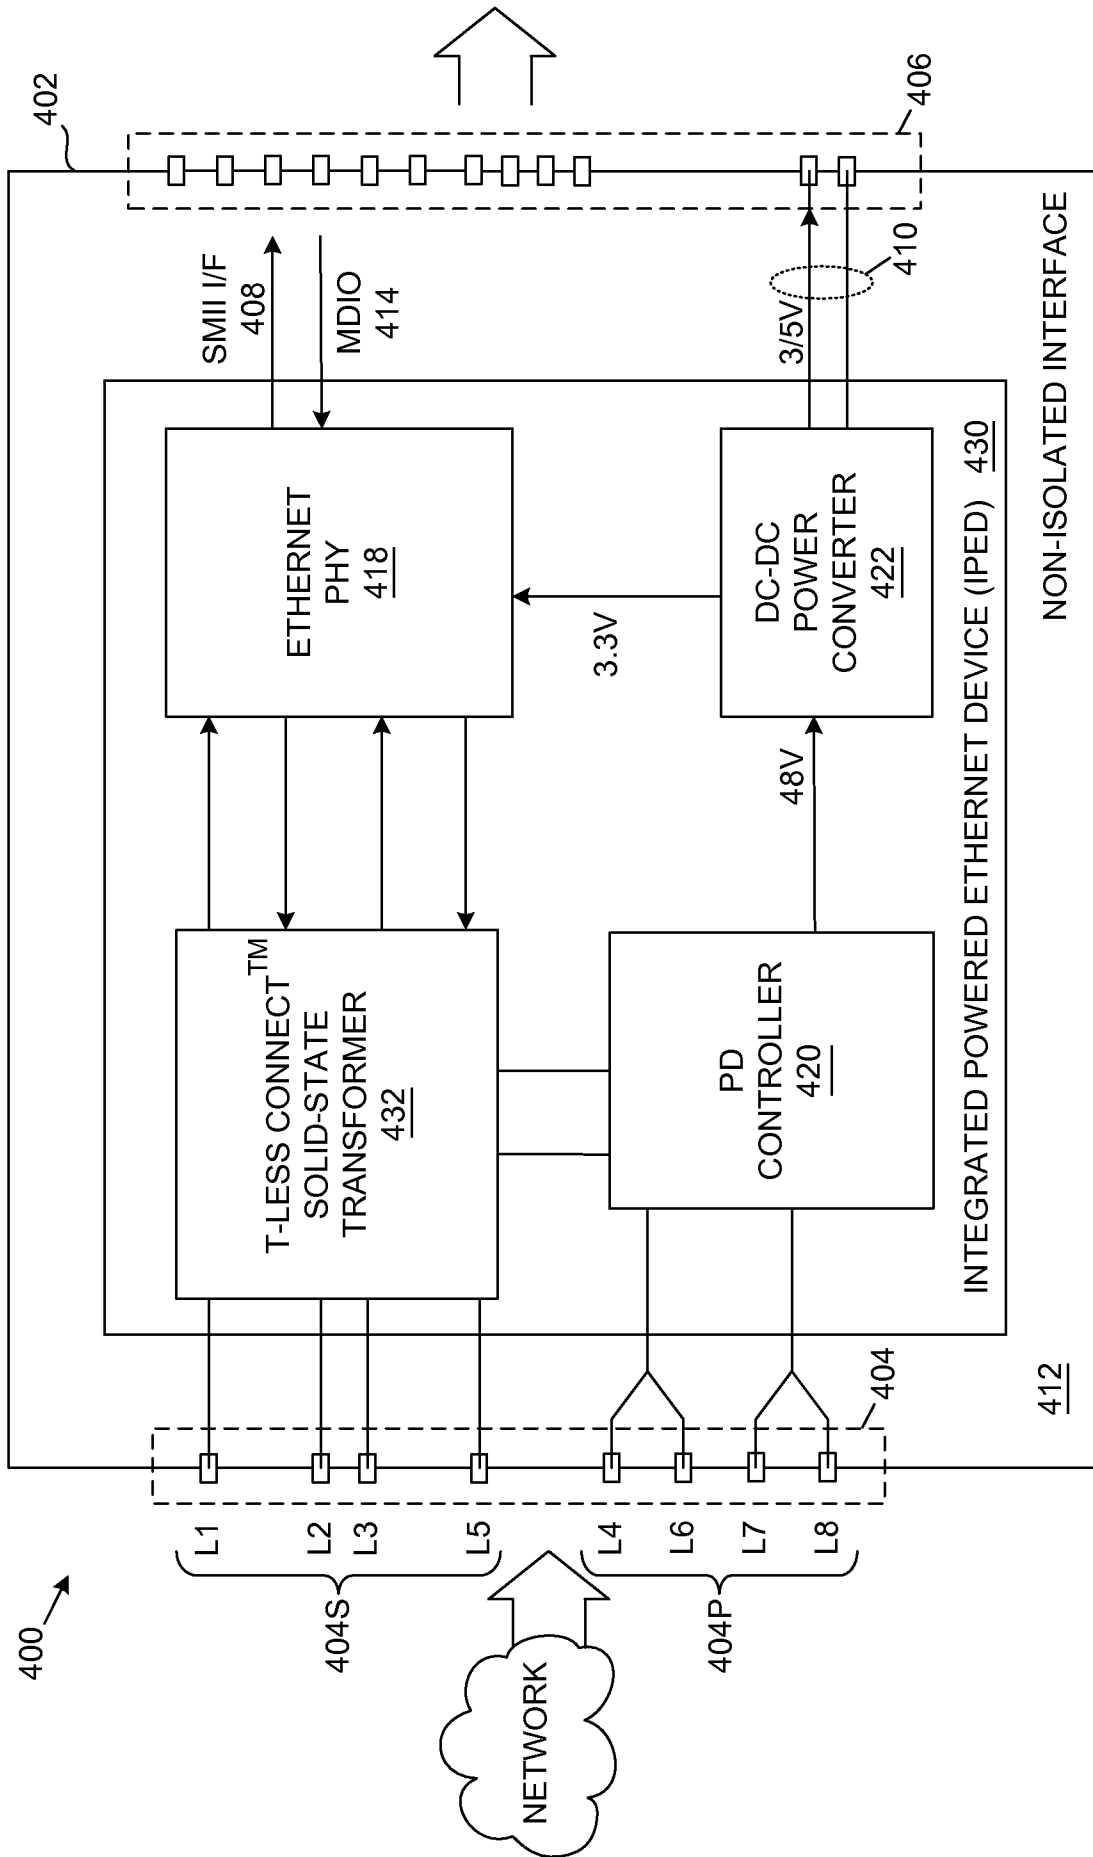 400
402
NETWORK
404S
L1
L2
L3
L5
404P
L4
L6
L7
L8
404
412
T-LESS CONNECT™
SOLID-STATE
TRANSFORMER
432
ETHERNET
PHY
418
SMII I/F
408
MDIO
414
3.3V
PD
CONTROLLER
420
48V
DC-DC
POWER
CONVERTER
422
3/5V
410
406
INTEGRATED POWERED ETHERNET DEVICE (IPED) 430
NON-ISOLATED INTERFACE